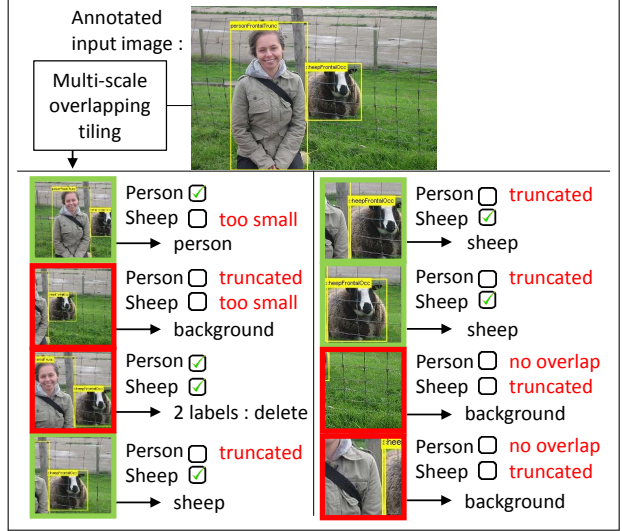 Annotated
input image :
personFrontalTrunc
sheepFrontalOcc
Multi-scale
overlapping
tiling
Person ☑
Sheep ☐ too small
person
Person ☐ truncated
Sheep ☐ too small
background
Person ☑
Sheep ☑
2 labels : delete
Person ☐ truncated
Sheep ☑
sheep
Person ☐ truncated
Sheep ☑
sheepFrontalOcc
sheep
Person ☐ truncated
Sheep ☑
sheepFrontalOcc
sheep
Person ☐ no overlap
Sheep ☐ truncated
background
Person ☐ no overlap
Sheep ☐ truncated
background